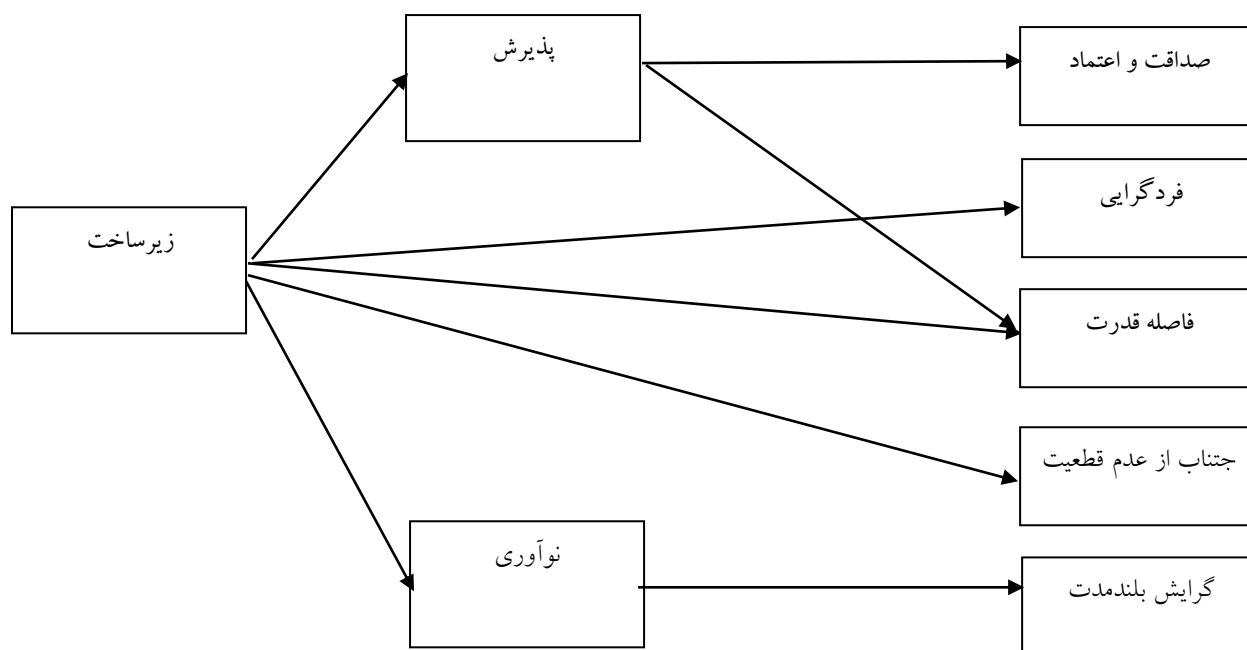 پذیرش
صداقت و اعتماد
فردگرایی
زیرساخت
فاصله قدرت
جتناب از عدم قطعیت
نوآوری
گرایش بلندمدت